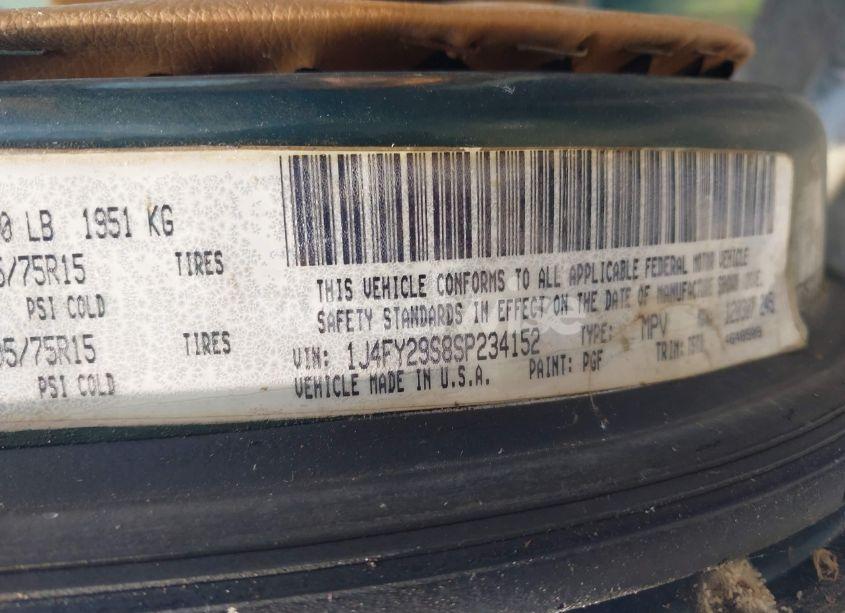 0 LB 1951 KG
/75R15 TIRES
PSI COLD
05/75R15 TIRES
PSI COLD
THIS VEHICLE CONFORMS TO ALL APPLICABLE FEDERAL MOTOR VEHICLE
SAFETY STANDARDS IN EFFECT ON THE DATE OF MANUFACTURE SHOWN
VIN: 1J4FY29S8SP234152 TYPE: MPV
VEHICLE MADE IN U.S.A. PAINT: PGF TRIM: